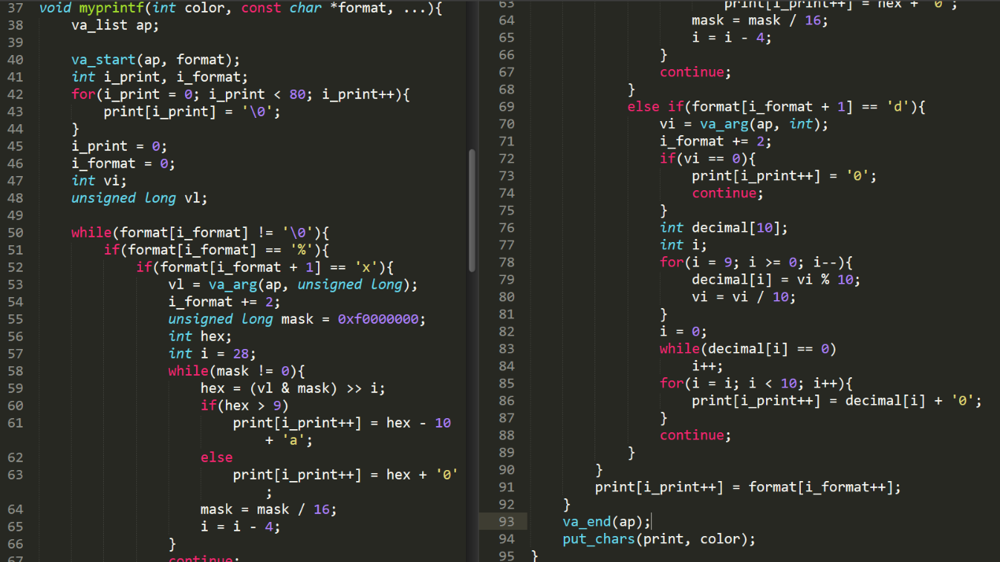 37 void myprintf(int color, const char *format, ...){
38     va_list ap;
39
40     va_start(ap, format);
41     int i_print, i_format;
42     for(i_print = 0; i_print < 80; i_print++){
43         print[i_print] = '\0';
44     }
45     i_print = 0;
46     i_format = 0;
47     int vi;
48     unsigned long vl;
49
50     while(format[i_format] != '\0'){
51         if(format[i_format] == '%'){
52             if(format[i_format + 1] == 'x'){
53                 vl = va_arg(ap, unsigned long);
54                 i_format += 2;
55                 unsigned long mask = 0xf0000000;
56                 int hex;
57                 int i = 28;
58                 while(mask != 0){
59                     hex = (vl & mask) >> i;
60                     if(hex > 9)
61                         print[i_print++] = hex - 10
                             + 'a';
62                     else
63                         print[i_print++] = hex + '0'
                             ;
64                     mask = mask / 16;
65                     i = i - 4;
66                 }
67                 continue;
63                         print[i_print++] = hex + '0';
64                     mask = mask / 16;
65                     i = i - 4;
66                 }
67                 continue;
68             }
69             else if(format[i_format + 1] == 'd'){
70                 vi = va_arg(ap, int);
71                 i_format += 2;
72                 if(vi == 0){
73                     print[i_print++] = '0';
74                     continue;
75                 }
76                 int decimal[10];
77                 int i;
78                 for(i = 9; i >= 0; i--){
79                     decimal[i] = vi % 10;
80                     vi = vi / 10;
81                 }
82                 i = 0;
83                 while(decimal[i] == 0)
84                     i++;
85                 for(i = i; i < 10; i++){
86                     print[i_print++] = decimal[i] + '0';
87                 }
88                 continue;
89             }
90         }
91         print[i_print++] = format[i_format++];
92     }
93     va_end(ap);
94     put_chars(print, color);
95 }